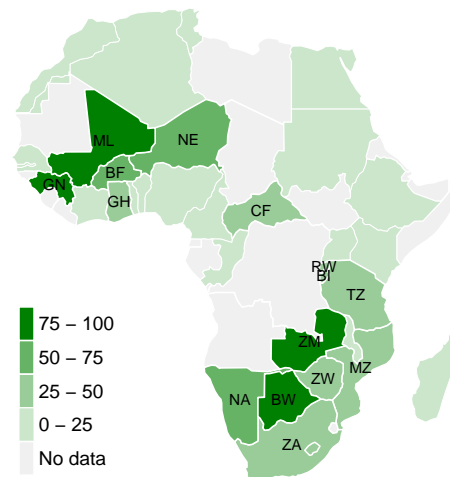 ML
NE
GN
BF
GH
CF
RW
BI
TZ
75 – 100
50 – 75
25 – 50
0 – 25
No data
ZM
MZ
ZW
NA
BW
ZA